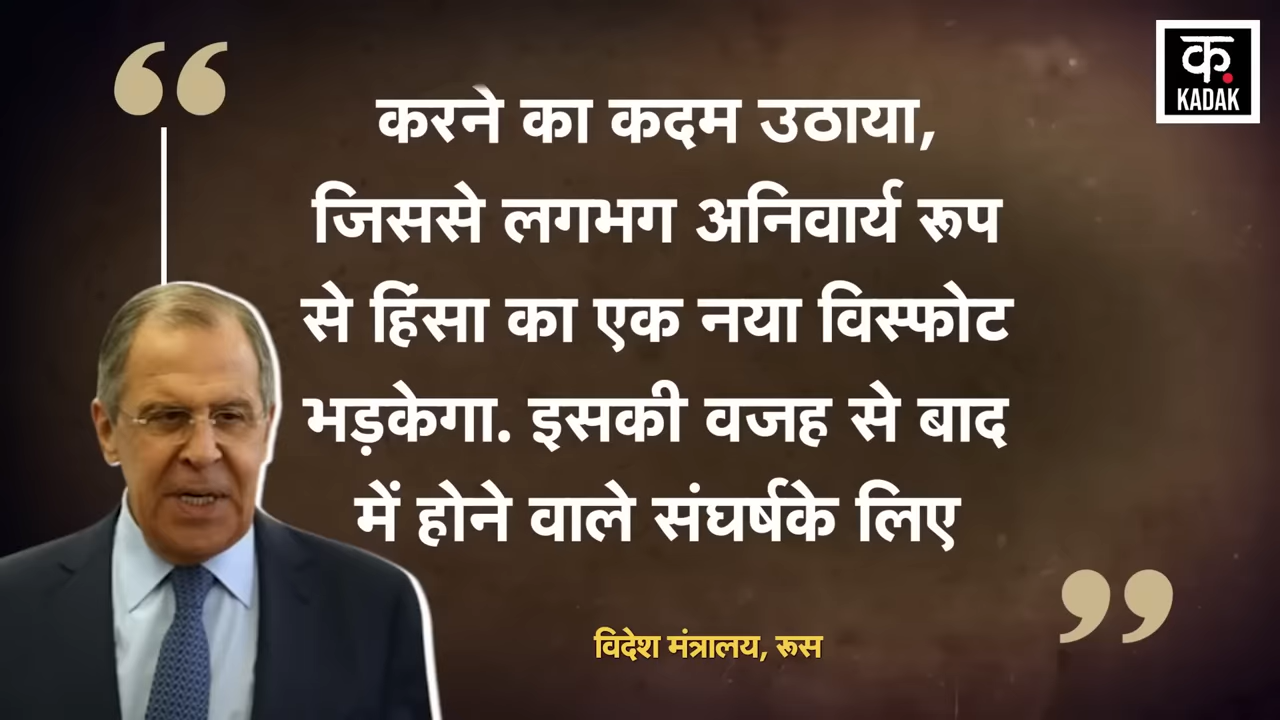 क.
KADAK
करने का कदम उठाया,
जिससे लगभग अनिवार्य रूप
से हिंसा का एक नया विस्फोट
भड़केगा. इसकी वजह से बाद
में होने वाले संघर्षके लिए
विदेश मंत्रालय, रूस